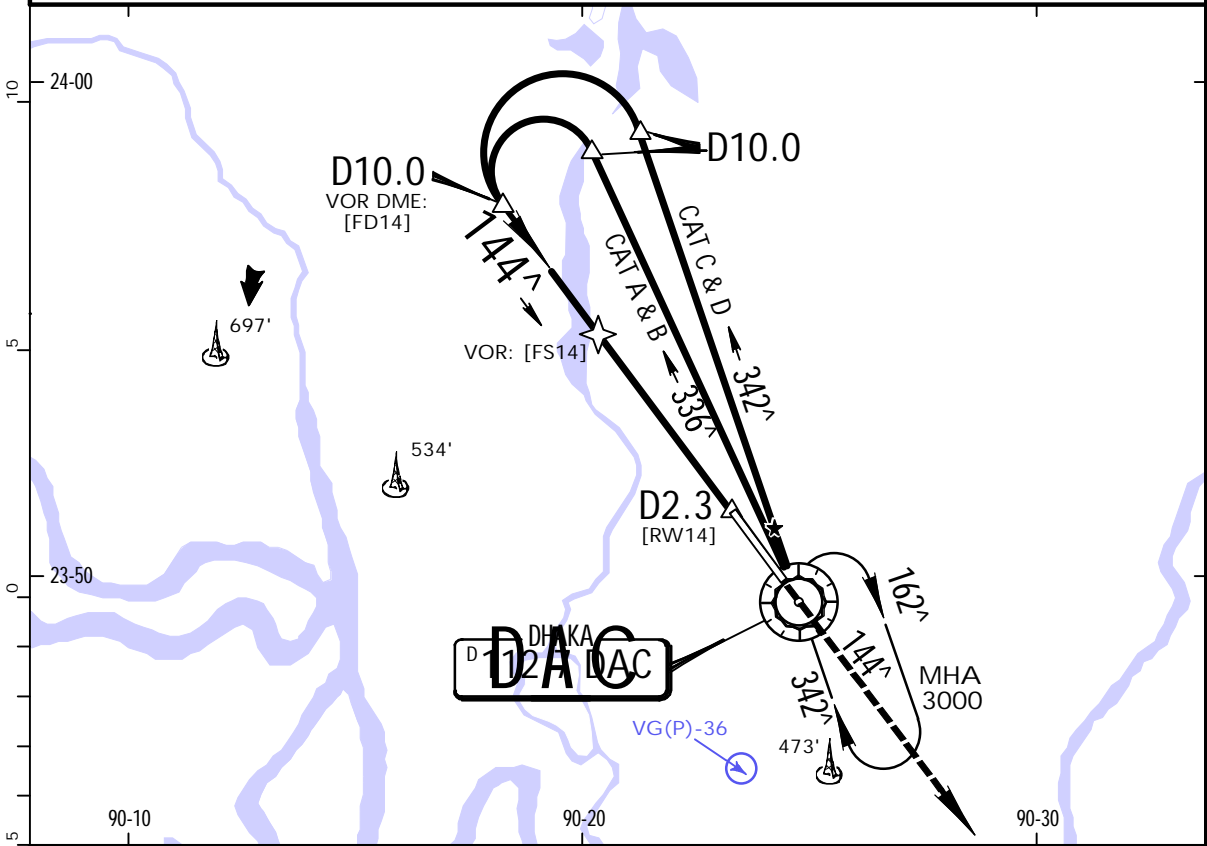 10
24-00
D10.0
VOR DME:
[FD14]
D10.0
144^
CAT A & B
336^
CAT C & D
342^
697'
5
VOR: [FS14]
534'
D2.3
[RW14]
23-50
0
162^
DHAKA
DAC
D 112.7 DAC
144^
342^
MHA
3000
VG(P)-36
473'
5
90-10
90-20
90-30